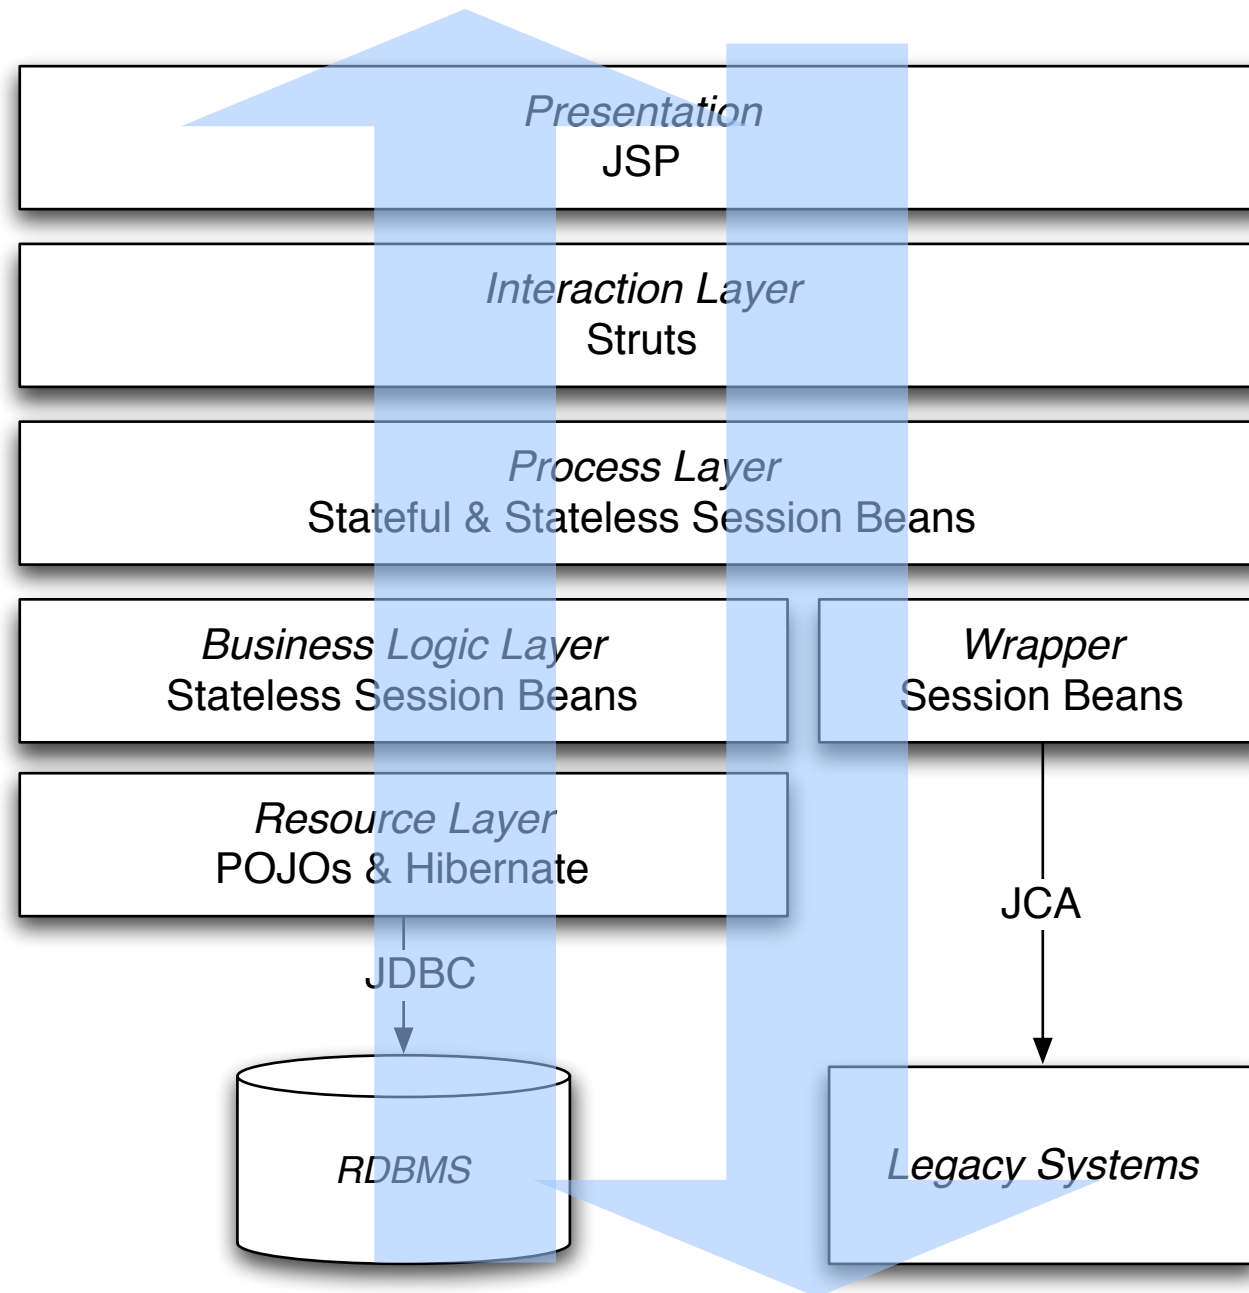 Presentation
JSP
Interaction Layer
Struts
Process Layer
Stateful & Stateless Session Beans
Business Logic Layer
Stateless Session Beans
Wrapper
Session Beans
Resource Layer
POJOs & Hibernate
JCA
JDBC
RDBMS
Legacy Systems